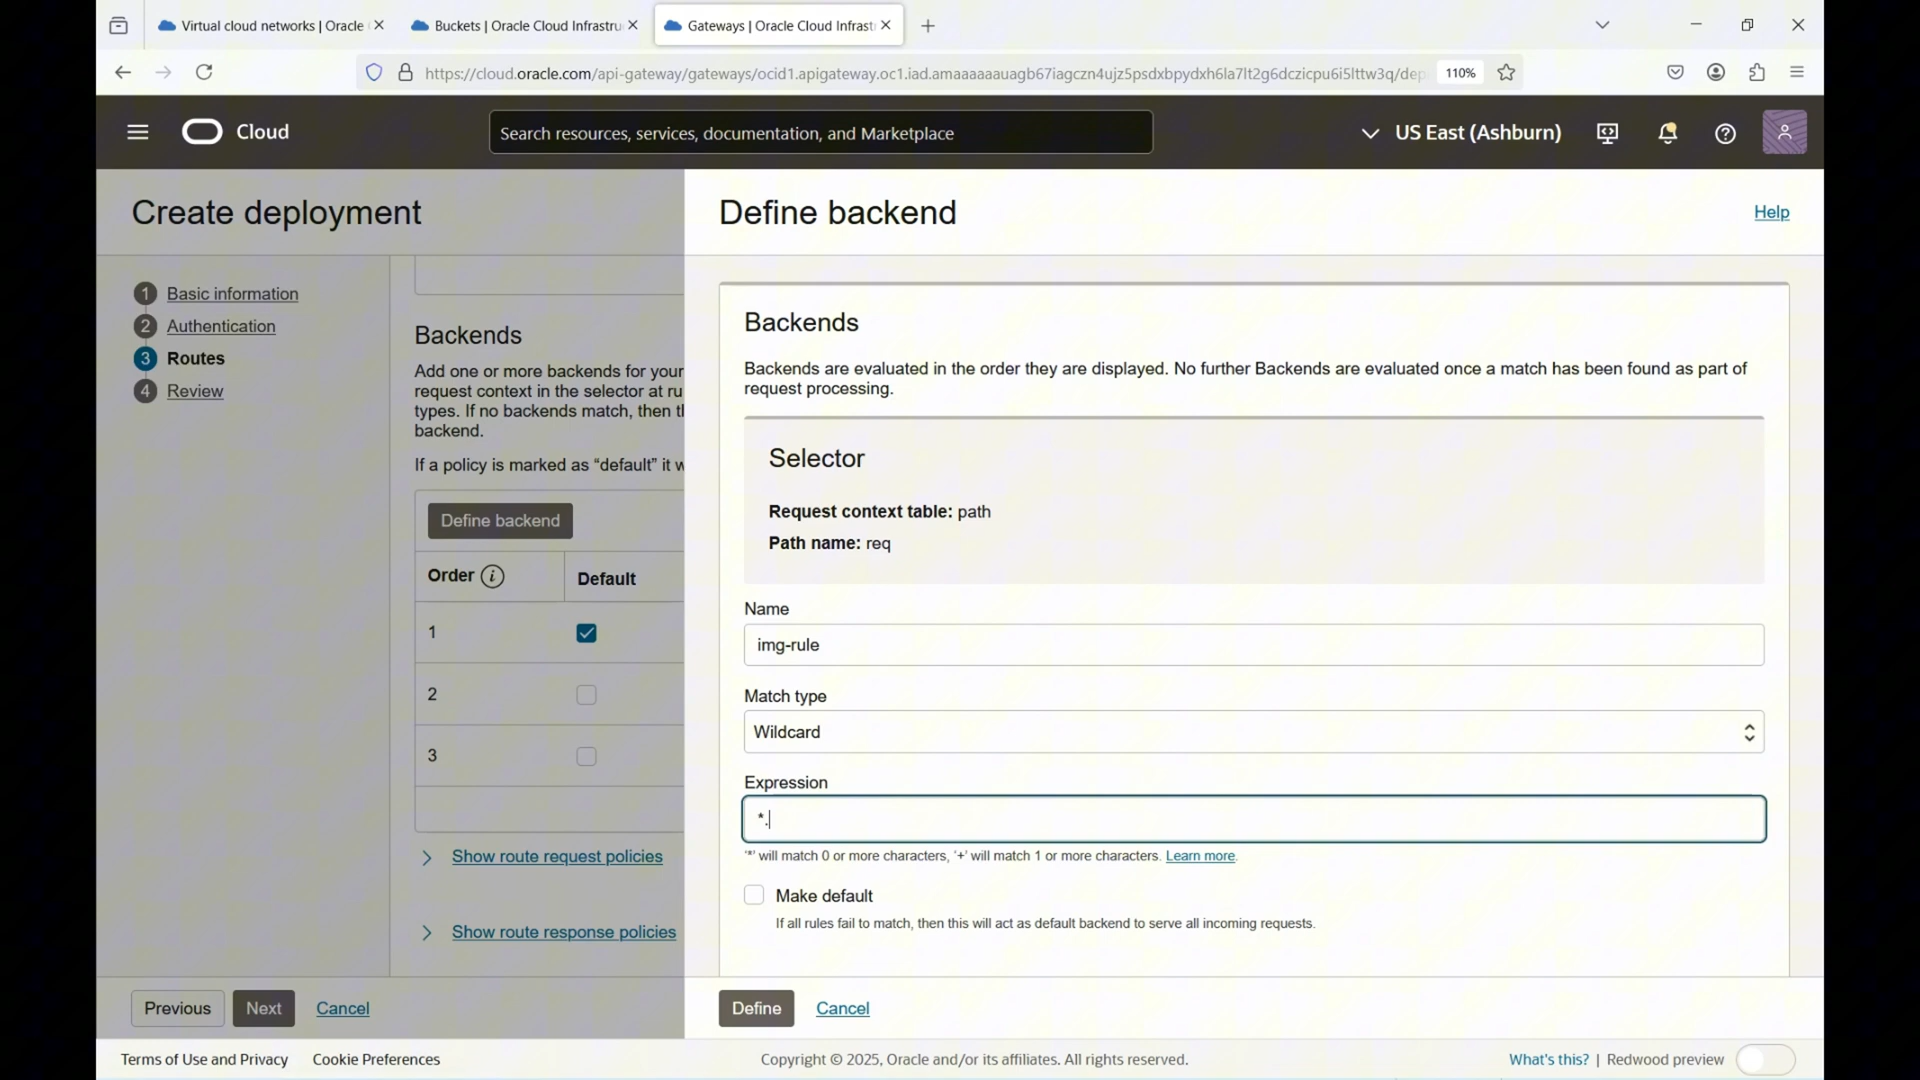 Virtual cloud networks | Oracle
Buckets | Oracle Cloud Infrastru
Gateways | Oracle Cloud Infrast
https://cloud.oracle.com/api-gateway/gateways/ocid1.apigateway.oc1.iad.amaaaaaauagb67iagczn4ujz5psdxbpydxh6la7lt2g6dczicpu6i5lttw3q/dep
110%
Cloud
Search resources, services, documentation, and Marketplace
US East (Ashburn)
Create deployment
1 Basic information
2 Authentication
3 Routes
4 Review
Backends
Add one or more backends for your
request context in the selector at ru
types. If no backends match, then t
backend.
If a policy is marked as “default” it w
Define backend
Order i
Default
1
2
3
Show route request policies
Show route response policies
Previous
Next
Cancel
Define backend
Help
Backends
Backends are evaluated in the order they are displayed. No further Backends are evaluated once a match has been found as part of
request processing.
Selector
Request context table: path
Path name: req
Name
img-rule
Match type
Wildcard
Expression
*.
'*' will match 0 or more characters, '+' will match 1 or more characters. Learn more.
Make default
If all rules fail to match, then this will act as default backend to serve all incoming requests.
Define
Cancel
Terms of Use and Privacy
Cookie Preferences
Copyright © 2025, Oracle and/or its affiliates. All rights reserved.
What's this? | Redwood preview